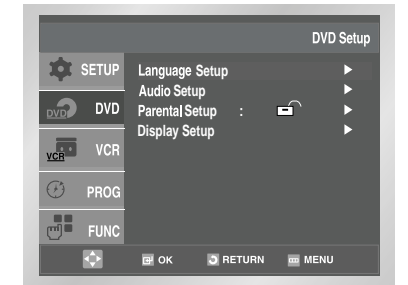 DVD Setup
SETUP
Language Setup
Audio Setup
DVD DVD
Parental Setup :
Display Setup
VCR VCR
PROG
FUNC
OK RETURN MENU